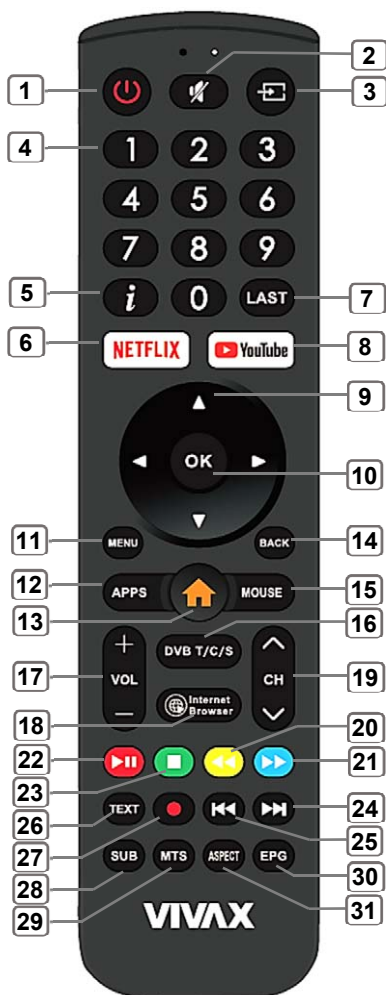 2
1
3
4
1 2 3
4 5 6
7 8 9
5
i 0 LAST
7
6
NETFLIX YouTube
8
9
OK
10
11
MENU BACK
14
12
APPS MOUSE
15
13
16
DVB T/C/S
17
+
VOL
−
CH
19
18
Internet
Browser
20
22
21
23
24
26
TEXT
25
27
28
SUB MTS ASPECT EPG
30
29
31
VIVAX